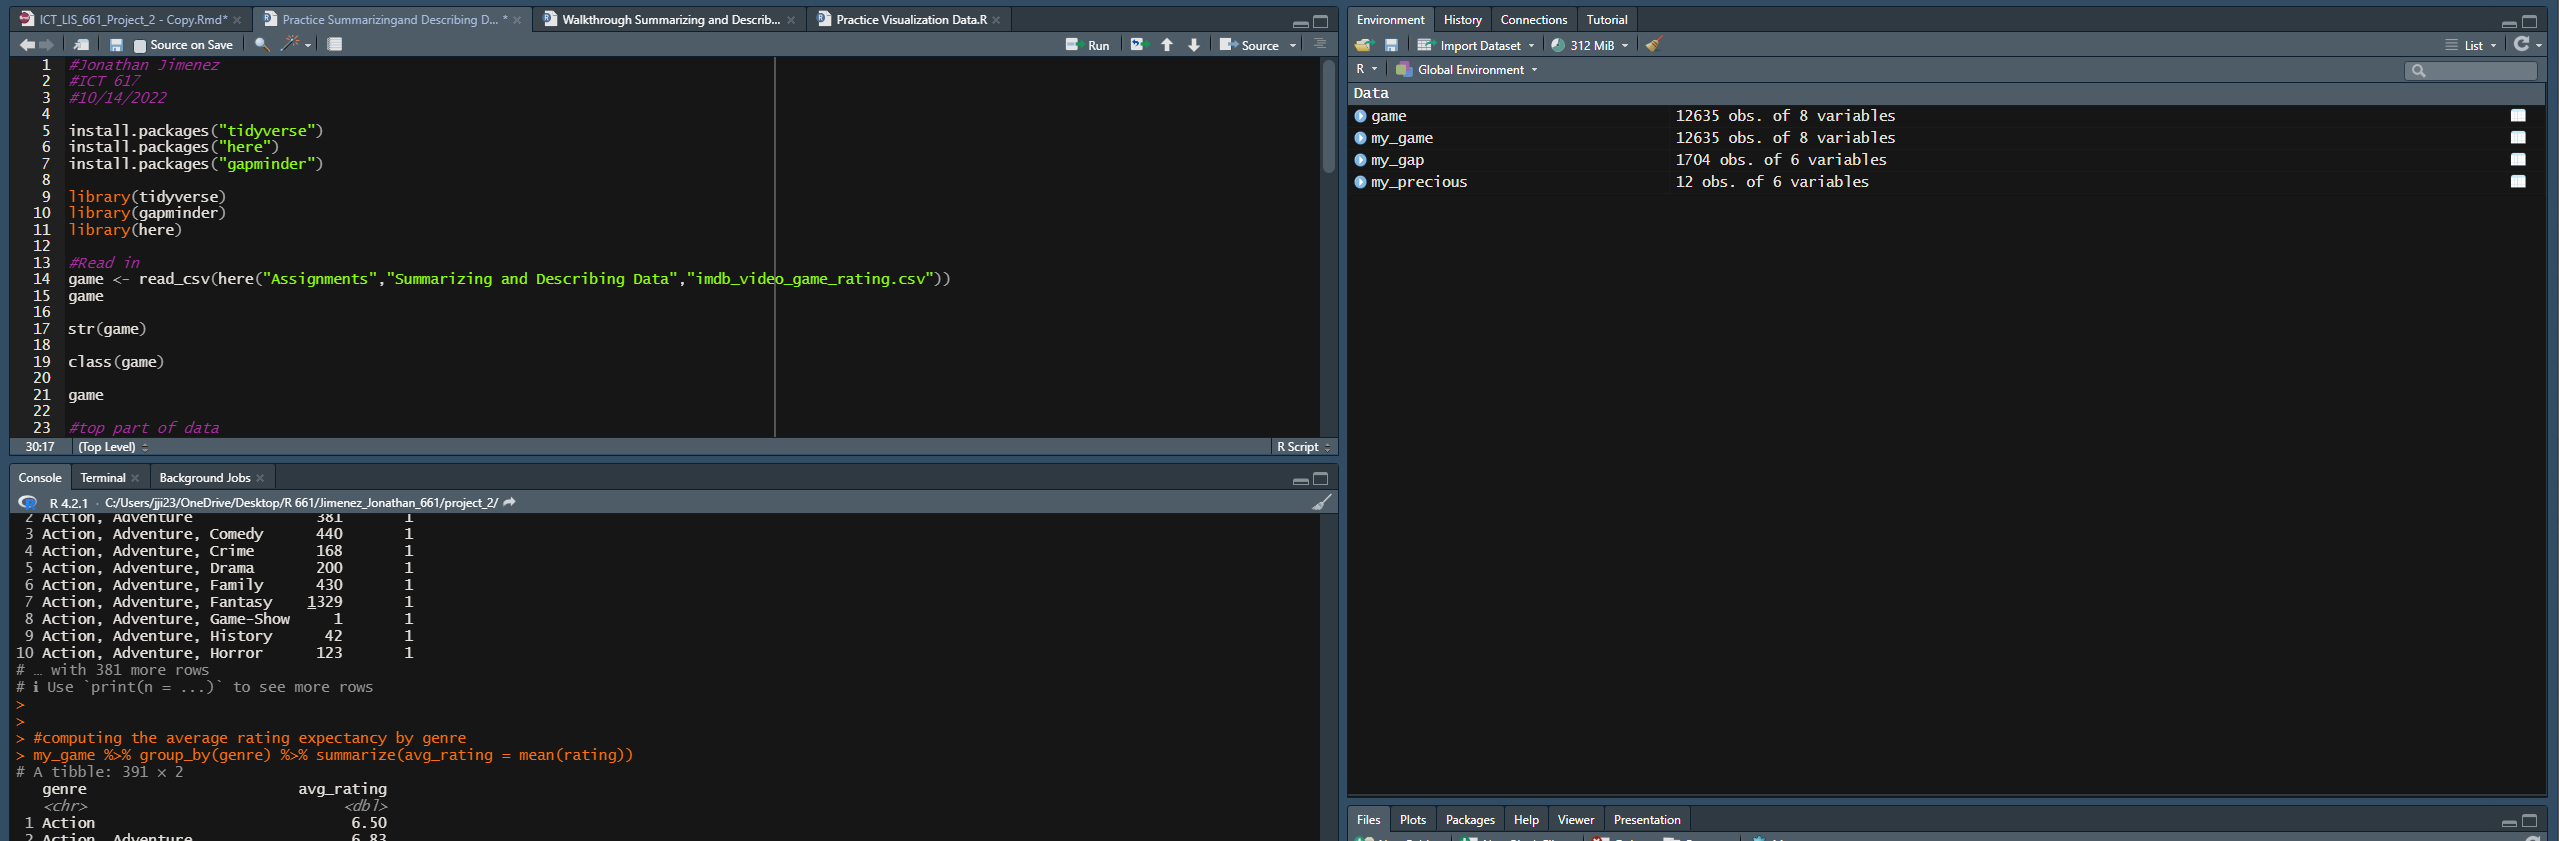 ICT_LIS_661_Project_2 - Copy.Rmd*
Practice Summarizingand Describing D... *
Walkthrough Summarizing and Describ...
Practice Visualization Data.R
Source on Save
Run
Source
1 #Jonathan Jimenez
2 #ICT 617
3 #10/14/2022
4
5 install.packages("tidyverse")
6 install.packages("here")
7 install.packages("gapminder")
8
9 library(tidyverse)
10 library(gapminder)
11 library(here)
12
13 #Read in
14 game <- read_csv(here("Assignments","Summarizing and Describing Data","imdb_video_game_rating.csv"))
15 game
16
17 str(game)
18
19 class(game)
20
21 game
22
23 #top part of data
30:17 (Top Level) R Script
Console Terminal Background Jobs
R 4.2.1 · C:/Users/jji23/OneDrive/Desktop/R 661/Jimenez_Jonathan_661/project_2/
2 Action, Adventure 381 1
3 Action, Adventure, Comedy 440 1
4 Action, Adventure, Crime 168 1
5 Action, Adventure, Drama 200 1
6 Action, Adventure, Family 430 1
7 Action, Adventure, Fantasy 1329 1
8 Action, Adventure, Game-Show 1 1
9 Action, Adventure, History 42 1
10 Action, Adventure, Horror 123 1
# … with 381 more rows
# ℹ Use `print(n = ...)` to see more rows
>
>
> #computing the average rating expectancy by genre
> my_game %>% group_by(genre) %>% summarize(avg_rating = mean(rating))
# A tibble: 391 × 2
genre avg_rating
<chr> <dbl>
1 Action 6.50
2 Action, Adventure 6.83
Environment History Connections Tutorial
Import Dataset 312 MiB List
R Global Environment
Data
game 12635 obs. of 8 variables
my_game 12635 obs. of 8 variables
my_gap 1704 obs. of 6 variables
my_precious 12 obs. of 6 variables
Files Plots Packages Help Viewer Presentation